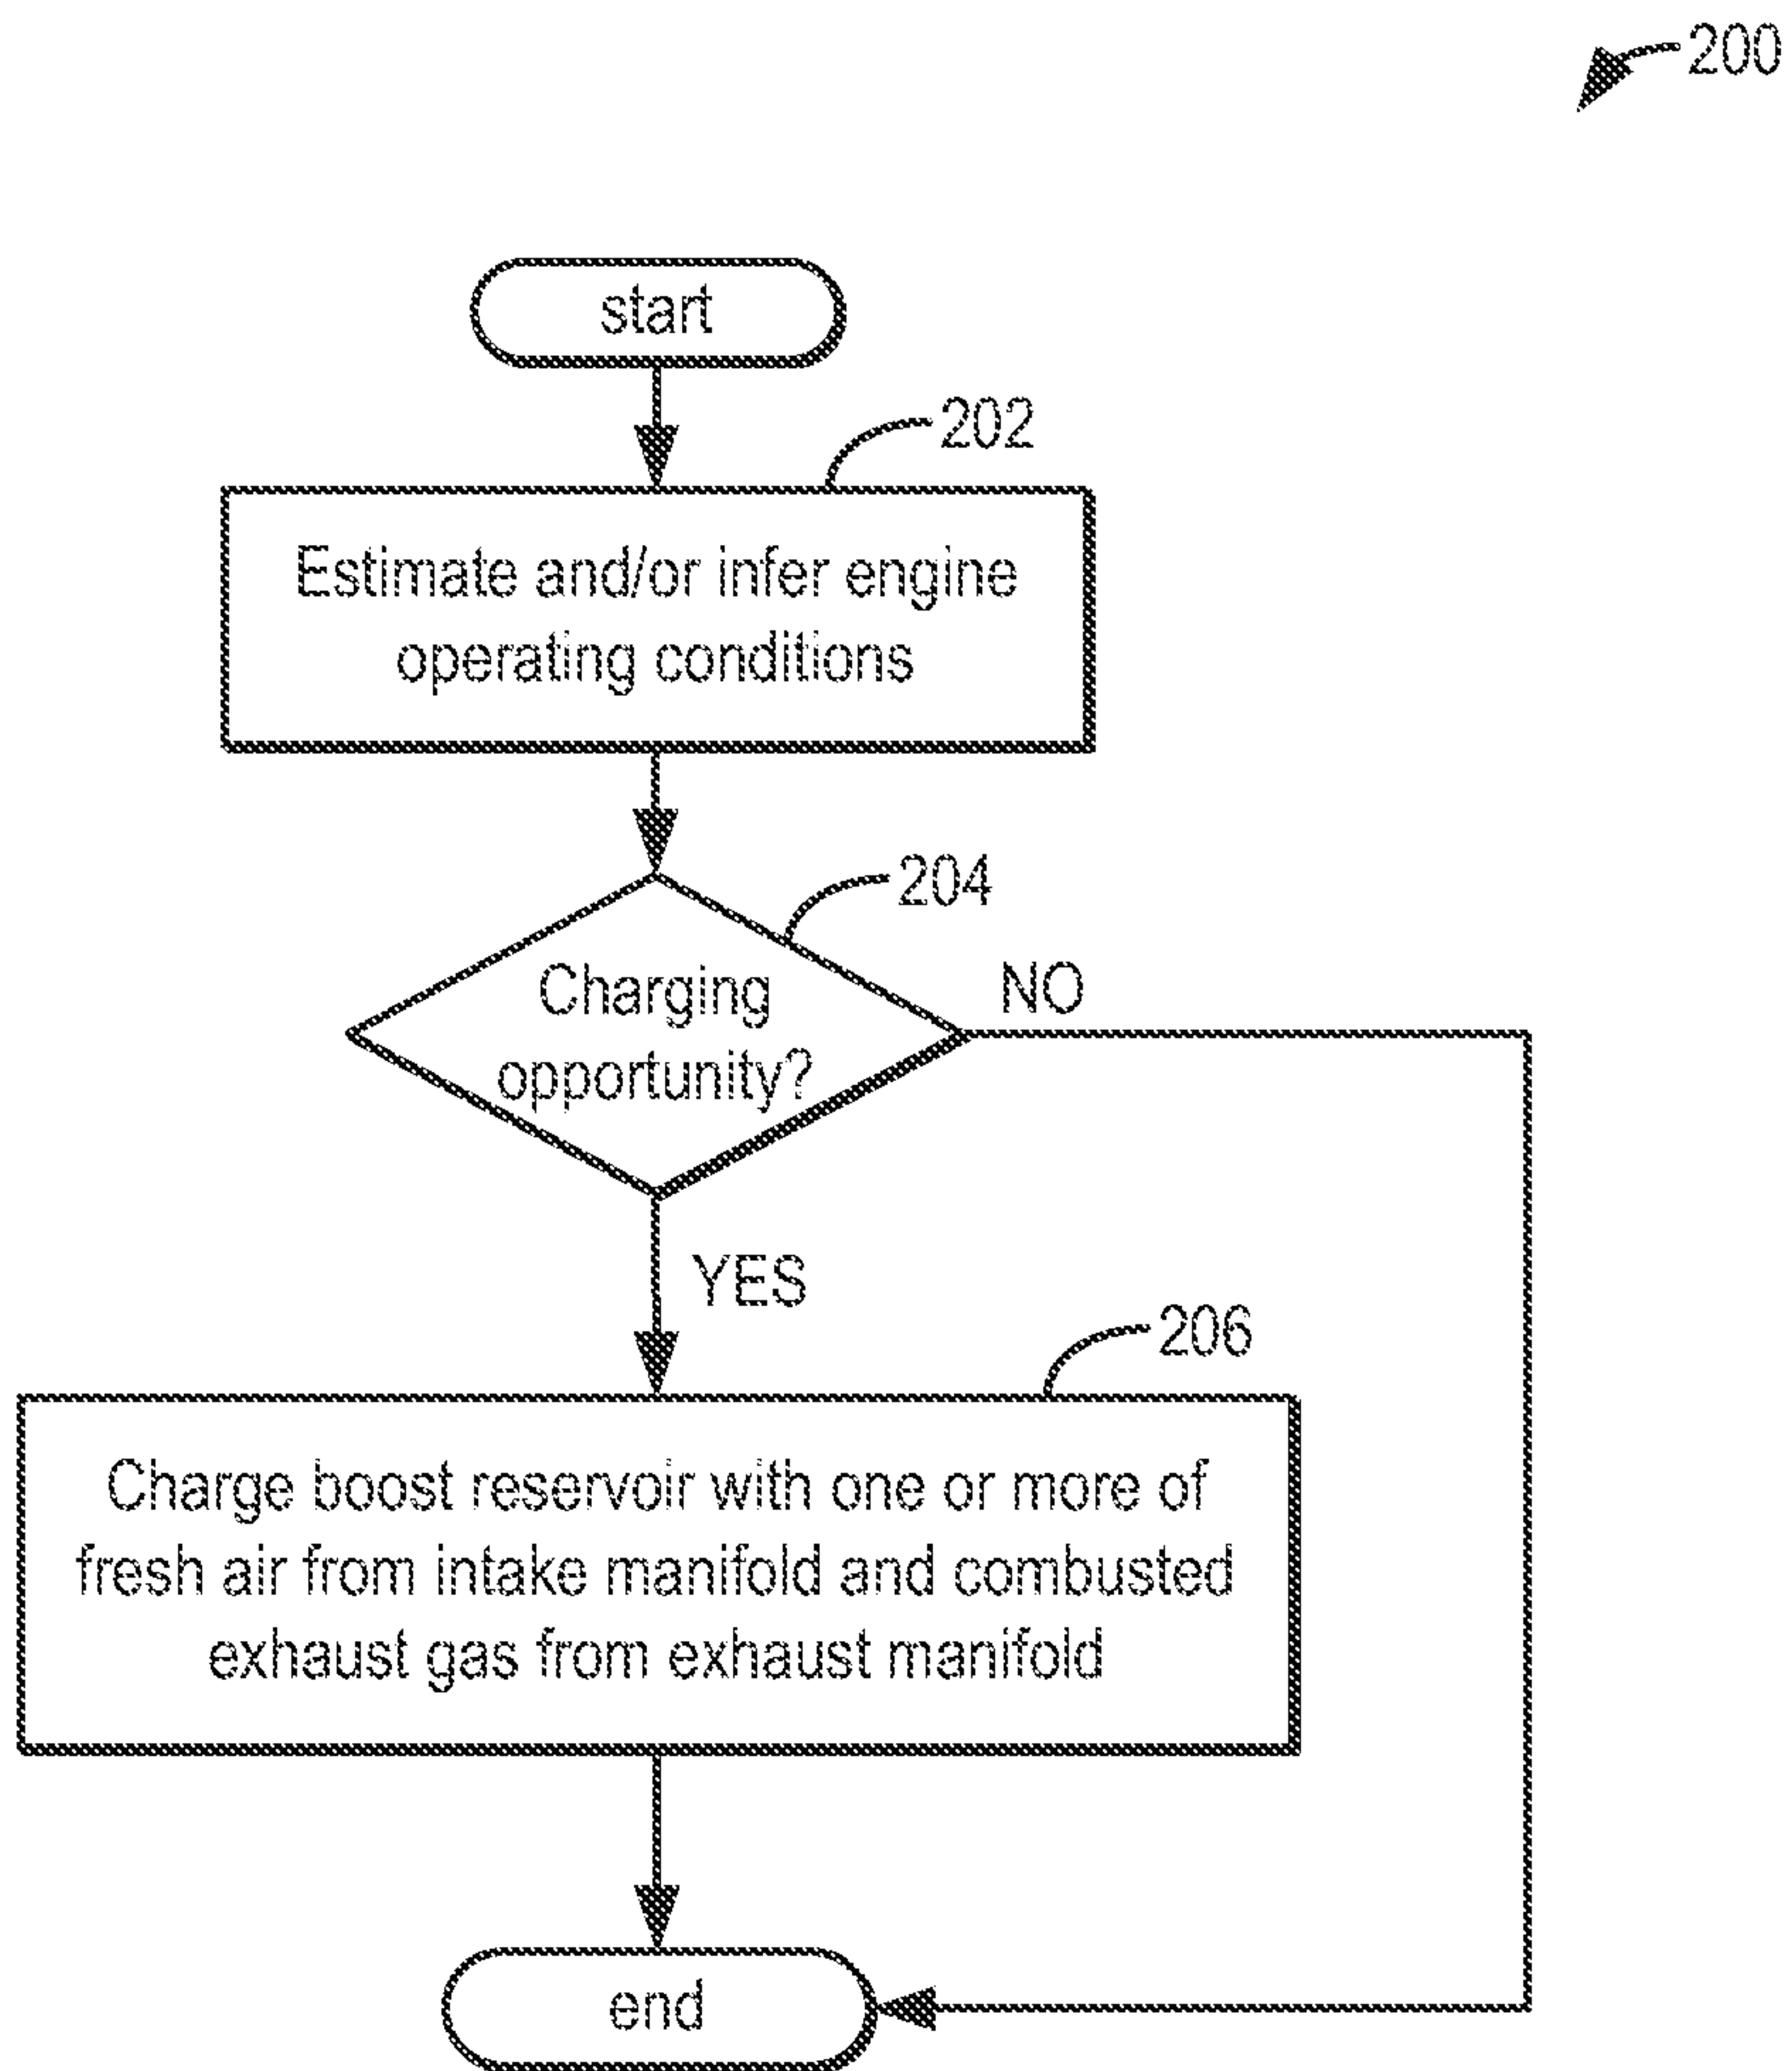 200
start
202
Estimate and/or infer engine
operating conditions
204
Charging
opportunity?
NO
YES
206
Charge boost reservoir with one or more of
fresh air from intake manifold and combusted
exhaust gas from exhaust manifold
end